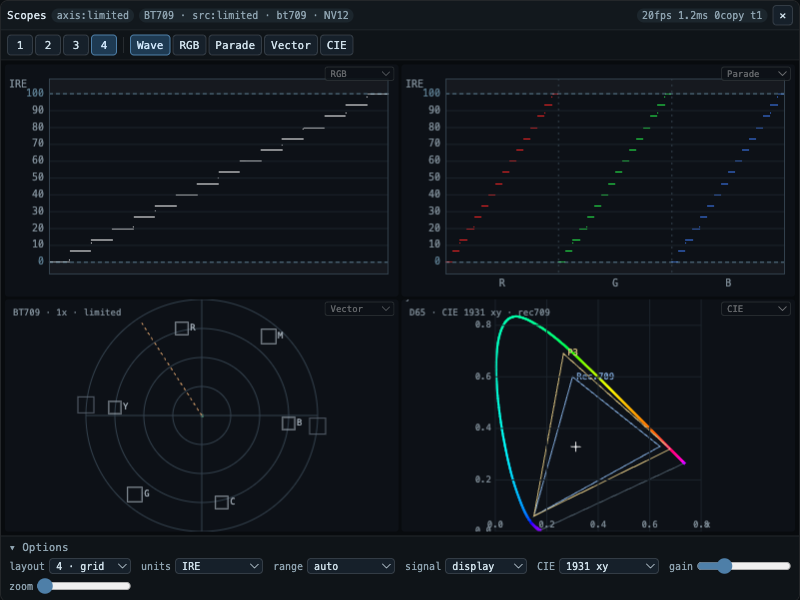 Scopes axis:limited BT709 · src:limited · bt709 · NV12 20fps 1.2ms 0copy t1 ×
1 2 3 4 Wave RGB Parade Vector CIE
RGB
IRE
100
90
80
70
60
50
40
30
20
10
0
Parade
IRE
100
90
80
70
60
50
40
30
20
10
0
R G B
BT709 · 1x · limited
Vector
R
M
Y
B
G
C
D65 · CIE 1931 xy · rec709
CIE
0.8
P3
0.6
Rec.709
0.4
0.2
0.0 0.2 0.4 0.6 0.8
▾ Options
layout 4 · grid units IRE range auto signal display CIE 1931 xy gain
zoom